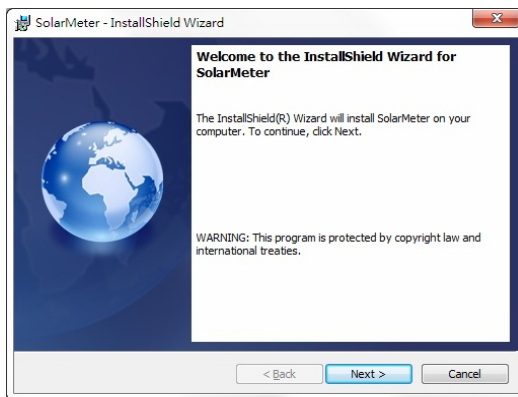 SolarMeter - InstallShield Wizard
Welcome to the InstallShield Wizard for
SolarMeter
The InstallShield(R) Wizard will install SolarMeter on your
computer. To continue, click Next.
WARNING: This program is protected by copyright law and
international treaties.
< Back
Next >
Cancel